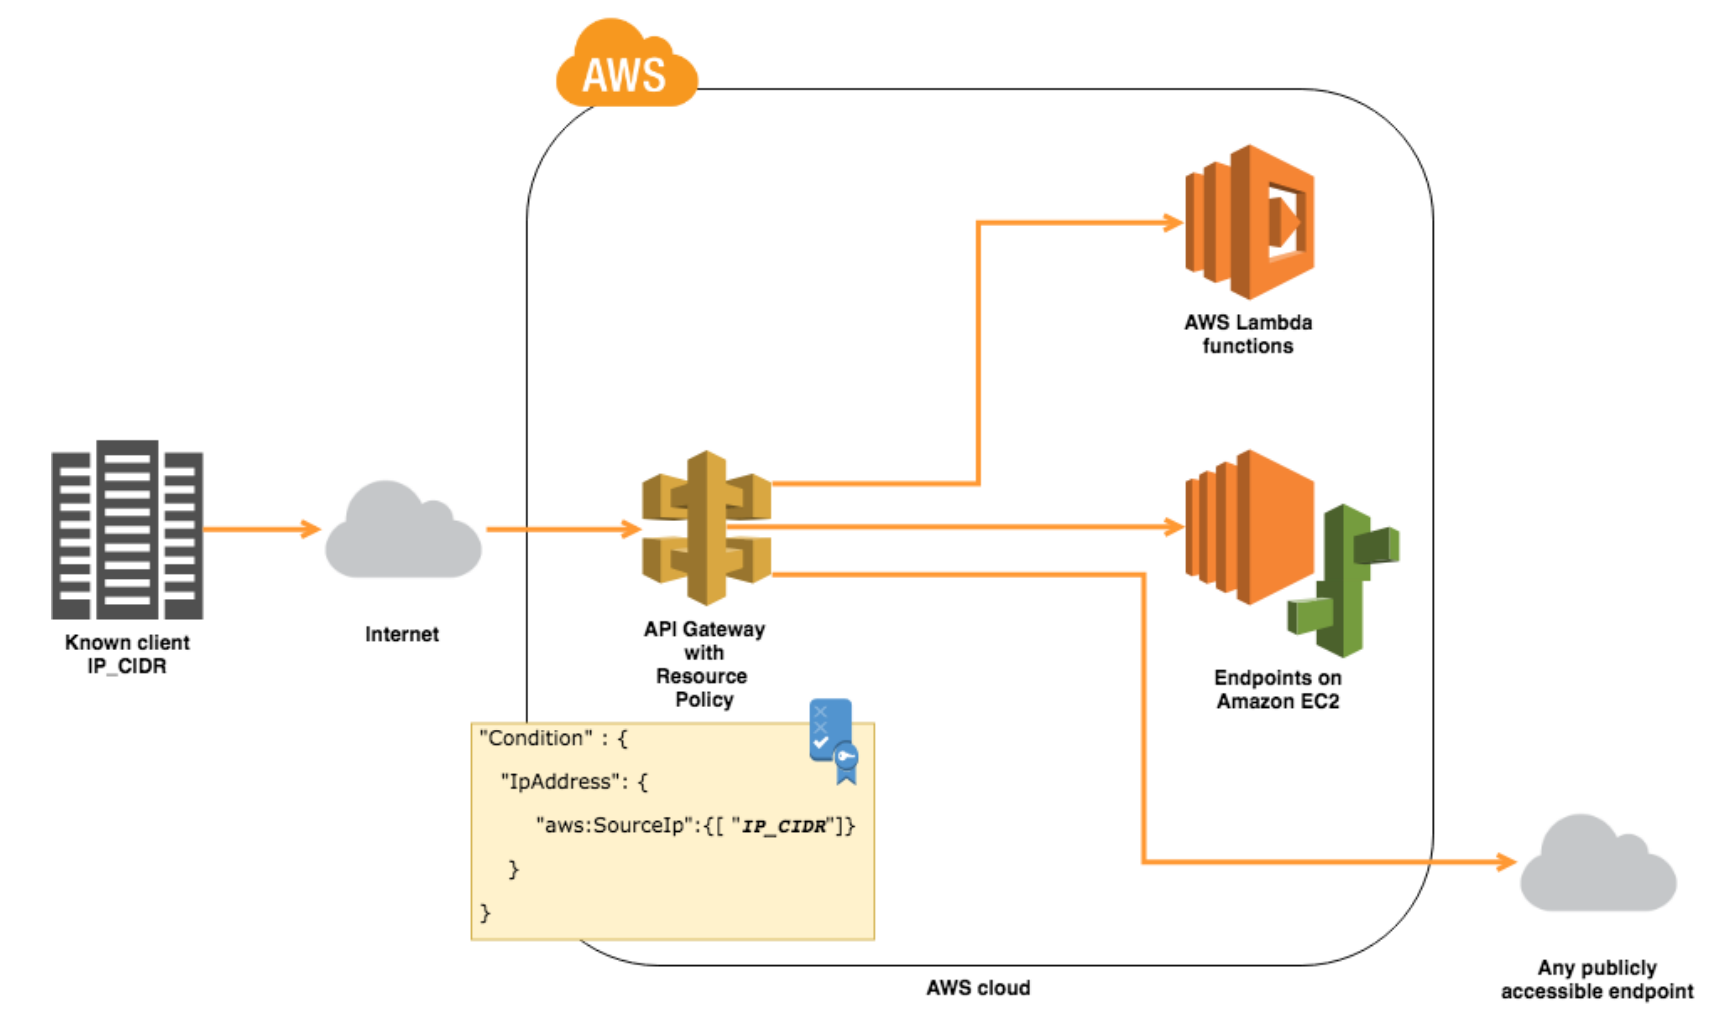 AWS
AWS Lambda
functions
Known client
IP_CIDR
Internet
API Gateway
with
Resource
Policy
Endpoints on
Amazon EC2
"Condition" : {
"IpAddress": {
"aws:SourceIp":{[ "IP_CIDR"]}
}
}
Any publicly
accessible endpoint
AWS cloud